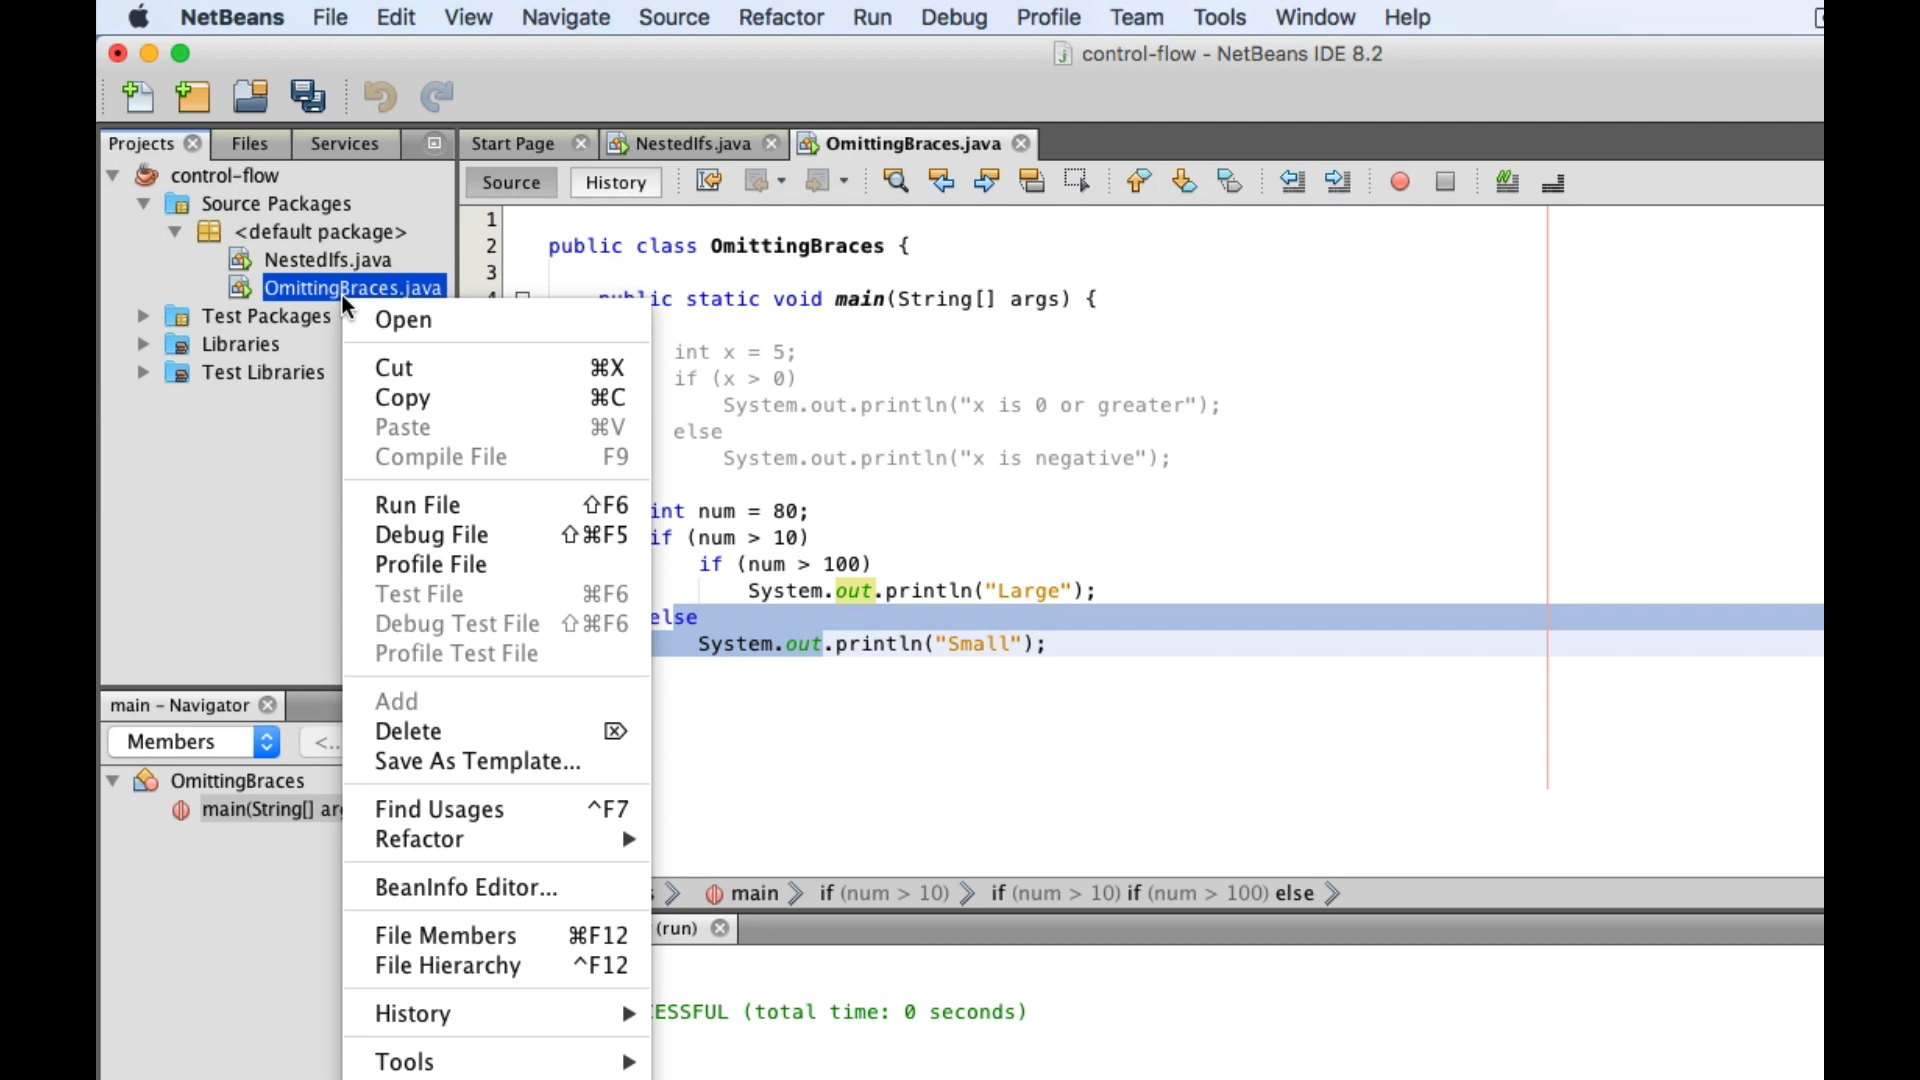 NetBeans File Edit View Navigate Source Refactor Run Debug Profile Team Tools Window Help
control-flow - NetBeans IDE 8.2
Projects Files Services
Start Page NestedIfs.java OmittingBraces.java
Source History
control-flow
Source Packages
<default package>
NestedIfs.java
OmittingBraces.java
Test Packages
Libraries
Test Libraries
1
2 public class OmittingBraces {
3
public static void main(String[] args) {
int x = 5;
if (x > 0)
System.out.println("x is 0 or greater");
else
System.out.println("x is negative");
int num = 80;
if (num > 10)
if (num > 100)
System.out.println("Large");
else
System.out.println("Small");
Open
Cut ⌘X
Copy ⌘C
Paste ⌘V
Compile File F9
Run File ⇧F6
Debug File ⇧⌘F5
Profile File
Test File ⌘F6
Debug Test File ⇧⌘F6
Profile Test File
Add
Delete ⌦
Save As Template...
Find Usages ^F7
Refactor
BeanInfo Editor...
File Members ⌘F12
File Hierarchy ^F12
History
Tools
main - Navigator
Members <..
OmittingBraces
main(String[] ar
main if (num > 10) if (num > 10) if (num > 100) else
(run)
ESSFUL (total time: 0 seconds)